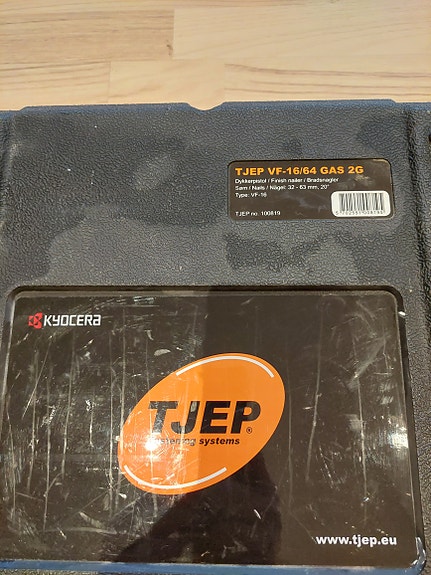 TJEP VF-16/64 GAS 2G
Dykkerpistol / Finish nailer / Bradsnagler
Søm / Nails / Nägel: 32 - 63 mm, 20°
Type: VF-16
TJEP no. 100819
KYOCERA
TJEP®
systems
www.tjep.eu